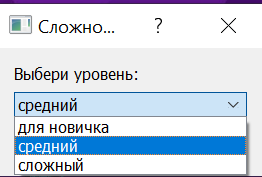 Сложно... ?
Выбери уровень:
средний
для новичка
средний
сложный